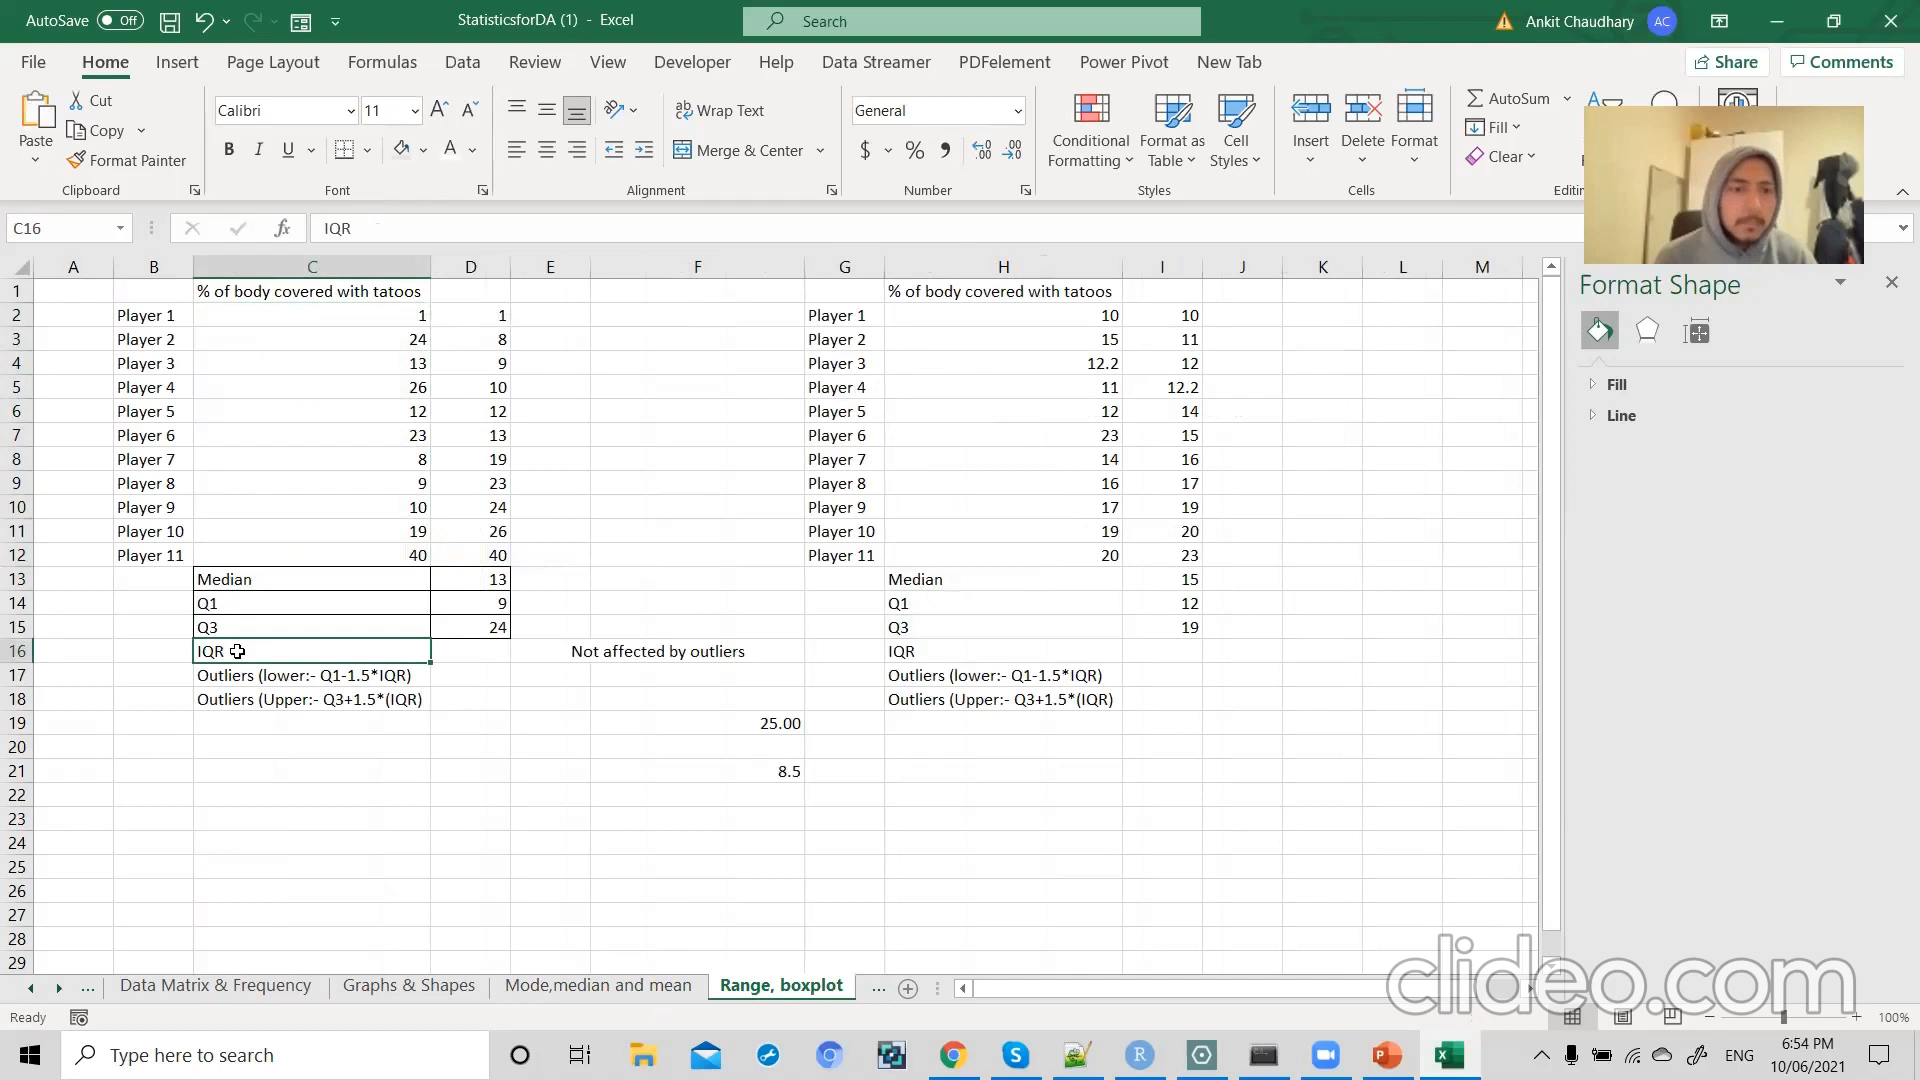 AutoSave Off StatisticsforDA (1) - Excel Search Ankit Chaudhary AC
File Home Insert Page Layout Formulas Data Review View Developer Help Data Streamer PDFelement Power Pivot New Tab Share Comments
Paste Cut Copy Format Painter Clipboard
Calibri 11 B I U A Font
Wrap Text Merge & Center Alignment
General $ % , Number
Conditional Formatting Format as Table Cell Styles Styles
Insert Delete Format Cells
AutoSum Fill Clear Editin
C16 fx IQR
A B C D E F G H I J K L M
1 % of body covered with tatoos % of body covered with tatoos
2 Player 1 1 1 Player 1 10 10
3 Player 2 24 8 Player 2 15 11
4 Player 3 13 9 Player 3 12.2 12
5 Player 4 26 10 Player 4 11 12.2
6 Player 5 12 12 Player 5 12 14
7 Player 6 23 13 Player 6 23 15
8 Player 7 8 19 Player 7 14 16
9 Player 8 9 23 Player 8 16 17
10 Player 9 10 24 Player 9 17 19
11 Player 10 19 26 Player 10 19 20
12 Player 11 40 40 Player 11 20 23
13 Median 13 Median 15
14 Q1 9 Q1 12
15 Q3 24 Q3 19
16 IQR Not affected by outliers IQR
17 Outliers (lower:- Q1-1.5*IQR) Outliers (lower:- Q1-1.5*IQR)
18 Outliers (Upper:- Q3+1.5*(IQR) Outliers (Upper:- Q3+1.5*(IQR)
19 25.00
20
21 8.5
22
23
24
25
26
27
28
29
Format Shape
Fill
Line
... Data Matrix & Frequency Graphs & Shapes Mode,median and mean Range, boxplot ...
clideo.com
Ready 100%
Type here to search ENG 6:54 PM
10/06/2021